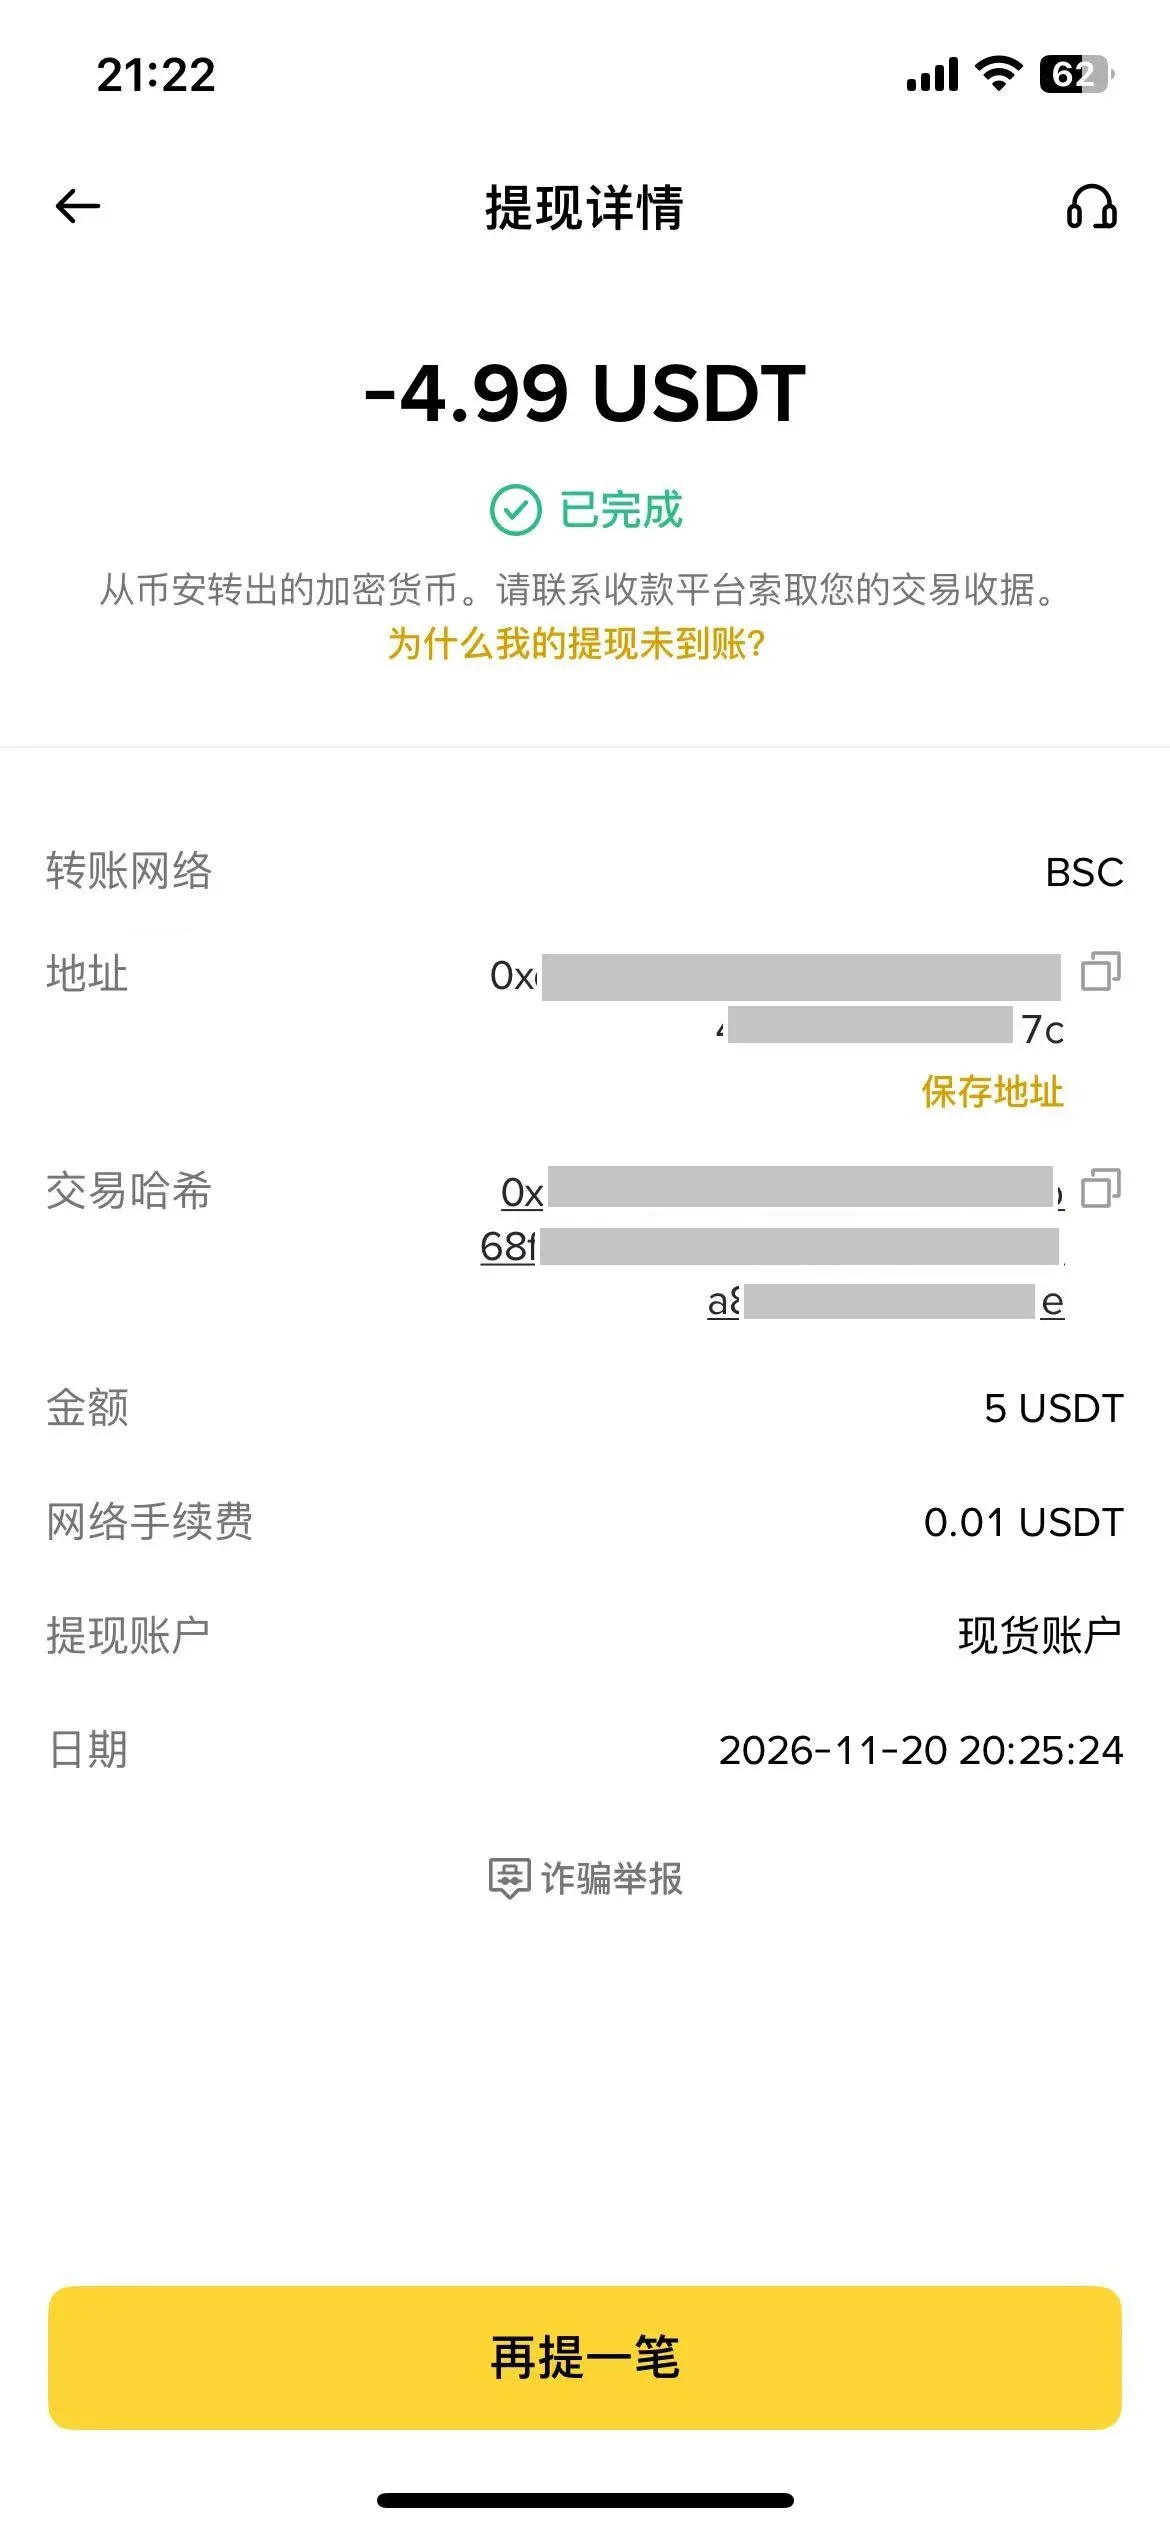 21:22
62
提现详情
-4.99 USDT
已完成
从币安转出的加密货币。请联系收款平台索取您的交易收据。
为什么我的提现未到账?
转账网络 BSC
地址 0x
7c
保存地址
交易哈希 0x
68f
a8 e
金额 5 USDT
网络手续费 0.01 USDT
提现账户 现货账户
日期 2026-11-20 20:25:24
诈骗举报
再提一笔